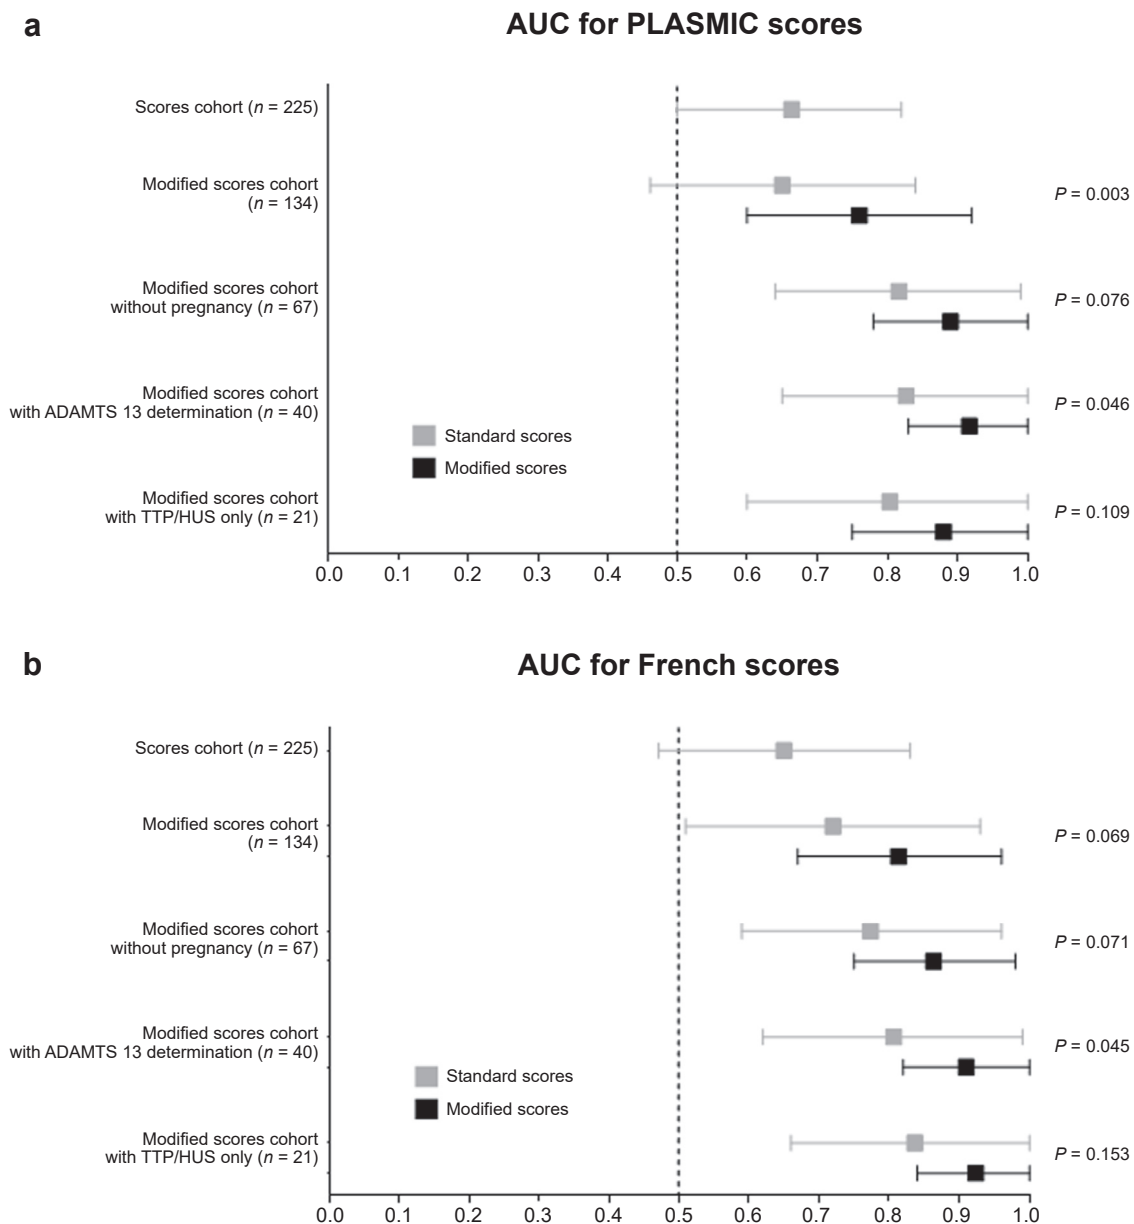 a
AUC for PLASMIC scores
Scores cohort (n = 225)
Modified scores cohort
(n = 134)
P = 0.003
Modified scores cohort
without pregnancy (n = 67)
P = 0.076
Modified scores cohort
with ADAMTS 13 determination (n = 40)
P = 0.046
Standard scores
Modified scores
Modified scores cohort
with TTP/HUS only (n = 21)
P = 0.109
0.0 0.1 0.2 0.3 0.4 0.5 0.6 0.7 0.8 0.9 1.0
b
AUC for French scores
Scores cohort (n = 225)
Modified scores cohort
(n = 134)
P = 0.069
Modified scores cohort
without pregnancy (n = 67)
P = 0.071
Modified scores cohort
with ADAMTS 13 determination (n = 40)
P = 0.045
Standard scores
Modified scores
Modified scores cohort
with TTP/HUS only (n = 21)
P = 0.153
0.0 0.1 0.2 0.3 0.4 0.5 0.6 0.7 0.8 0.9 1.0